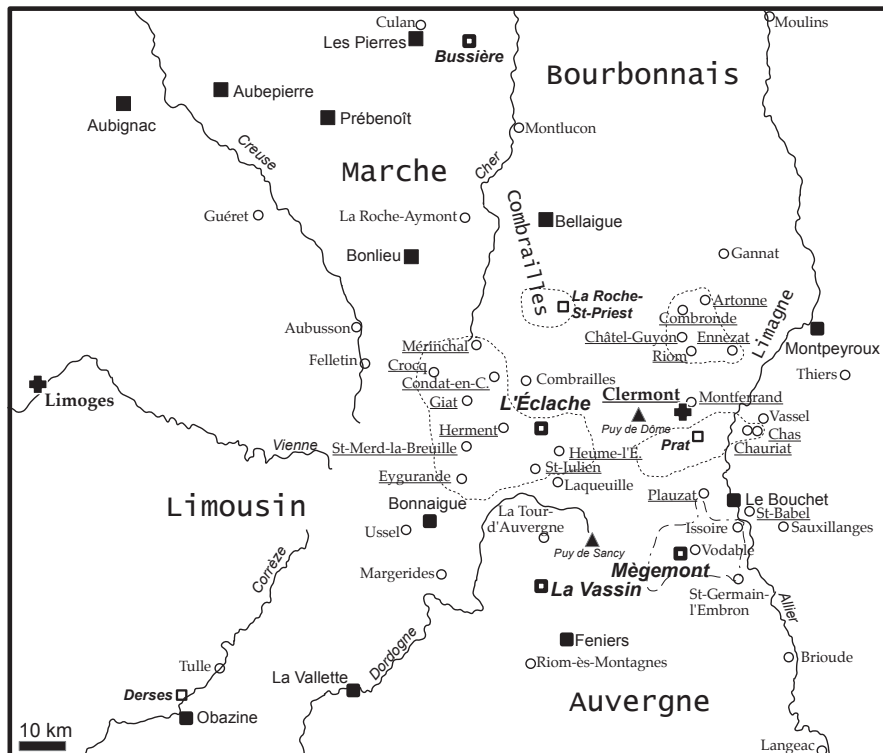 Culan
Moulins
Les Pierres
Bussière
Bourbonnais
Aubepierre
Aubignac
Prébenoît
Montlucon
Creuse
Cher
Marche
Combrailles
Guéret
La Roche-Aymont
Bellaigue
Bonlieu
Gannat
La Roche-
St-Priest
Artonne
Combronde
Limagne
Aubusson
Châtel-Guyon
Ennezat
Montpeyroux
Mérinchal
Riom
Felletin
Crocq
Thiers
Condat-en-C.
Combrailles
Limoges
Giat
L'Éclache
Clermont
Montferrand
Puy de Dôme
Vassel
Herment
Prat
Chas
Vienne
St-Merd-la-Breuille
Chauriat
Heume-l'E.
St-Julien
Eygurande
Laqueuille
Plauzat
Limousin
Bonnaigue
Le Bouchet
St-Babel
La Tour-
d'Auvergne
Ussel
Issoire
Sauxillanges
Puy de Sancy
Vodable
Corrèze
Mègemont
Margerides
La Vassin
St-Germain-
l'Embron
Allier
Dordogne
Feniers
Tulle
Brioude
La Vallette
Riom-ès-Montagnes
Derses
Auvergne
Obazine
10 km
Langeac